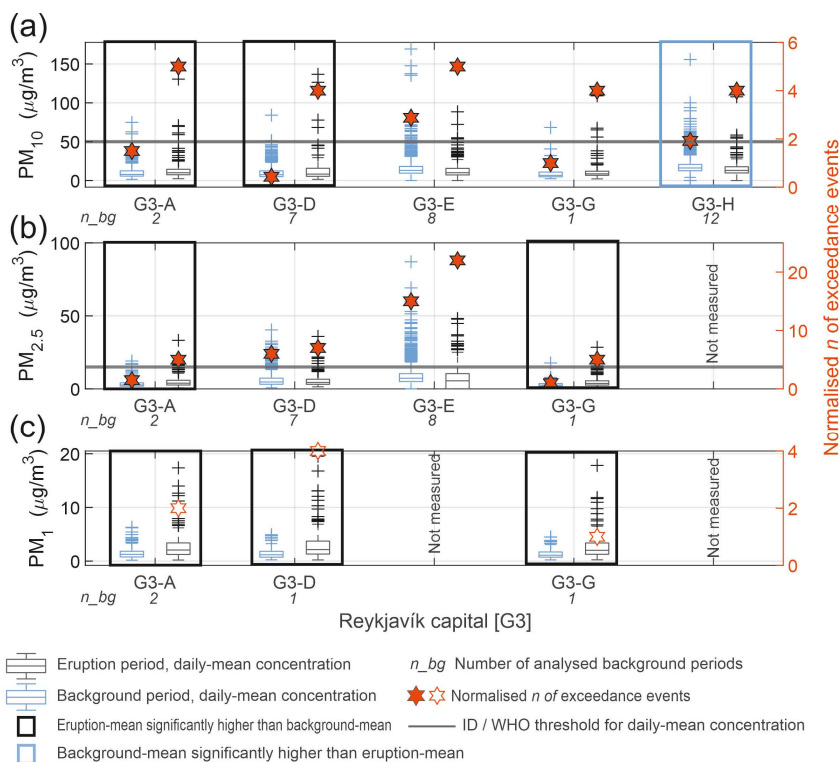 (a)
PM10 (μg/m³)
150
100
50
0
6
4
2
0
G3-A G3-D G3-E G3-G G3-H
n_bg 2 7 8 1 12
(b)
PM2.5 (μg/m³)
100
50
0
20
10
0
Not measured
G3-A G3-D G3-E G3-G
n_bg 2 7 8 1
Normalised n of exceedance events
(c)
PM1 (μg/m³)
20
10
0
4
2
0
Not measured
Not measured
G3-A G3-D G3-G
n_bg 2 1 1
Reykjavík capital [G3]
Eruption period, daily-mean concentration
n_bg Number of analysed background periods
Background period, daily-mean concentration
Normalised n of exceedance events
Eruption-mean significantly higher than background-mean
ID / WHO threshold for daily-mean concentration
Background-mean significantly higher than eruption-mean